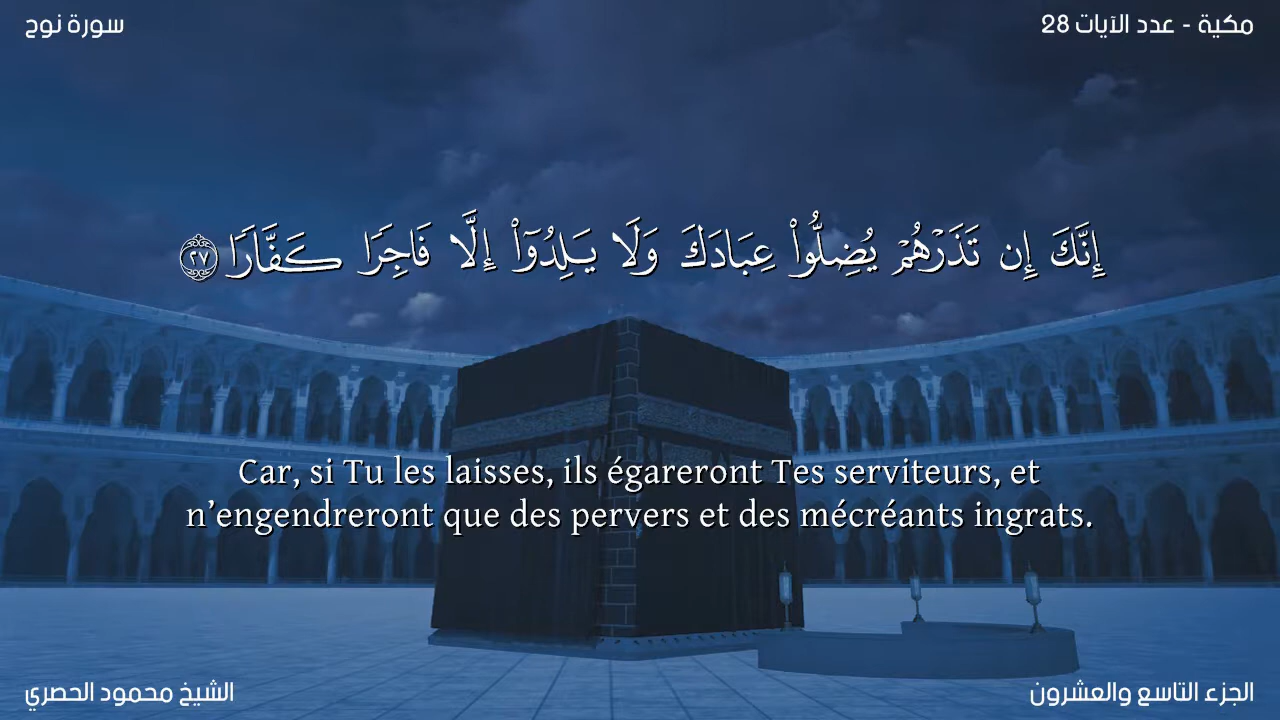 سورة نوح
مكية - عدد الآيات 28
إِنَّكَ إِن تَذَرْهُمْ يُضِلُّوا۟ عِبَادَكَ وَلَا يَلِدُوٓا۟ إِلَّا فَاجِرًا كَفَّارًا ٢٧
Car, si Tu les laisses, ils égareront Tes serviteurs, et
n’engendreront que des pervers et des mécréants ingrats.
الشيخ محمود الحصري
الجزء التاسع والعشرون